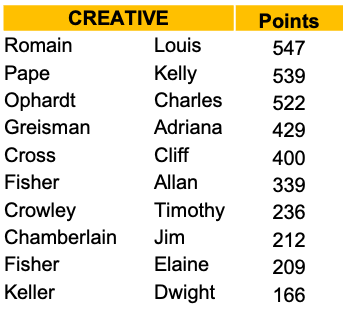 CREATIVE Points
Romain Louis 547
Pape Kelly 539
Ophardt Charles 522
Greisman Adriana 429
Cross Cliff 400
Fisher Allan 339
Crowley Timothy 236
Chamberlain Jim 212
Fisher Elaine 209
Keller Dwight 166